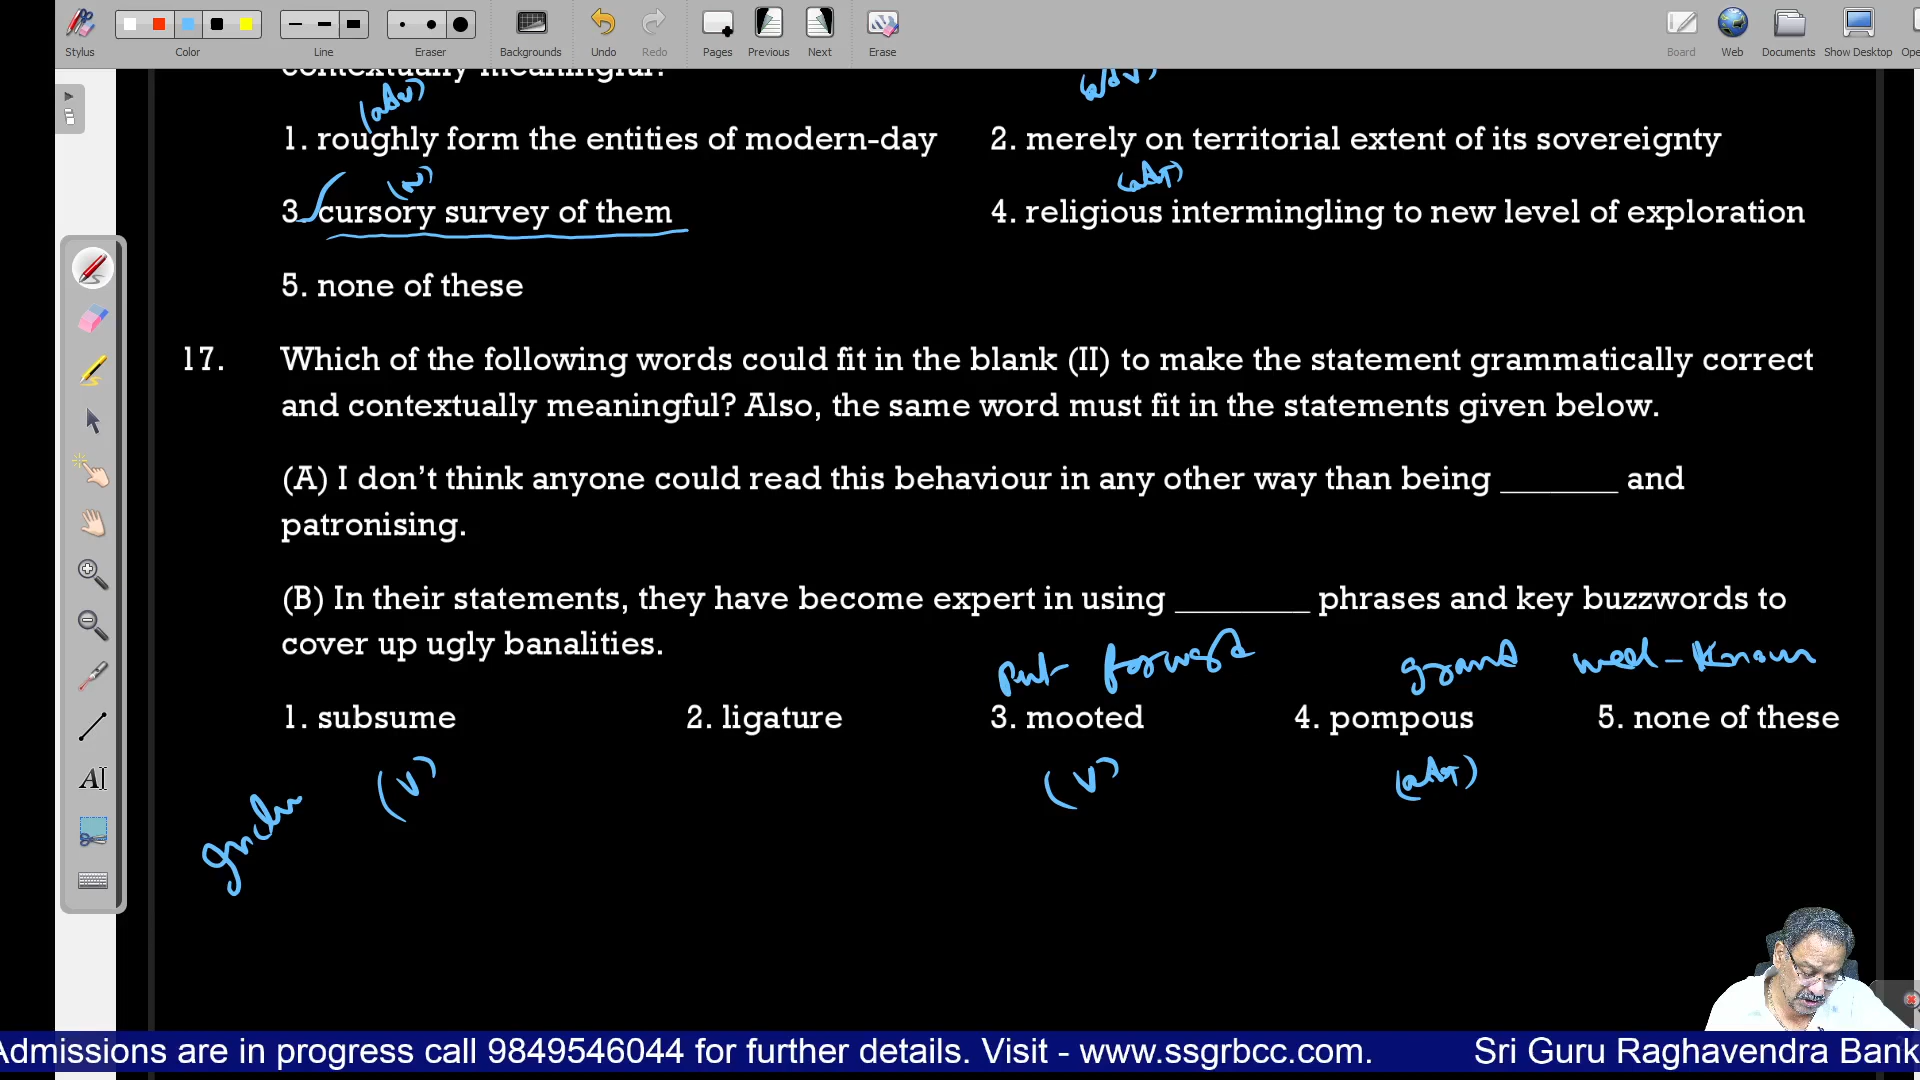 Stylus Color Line Eraser Backgrounds Undo Redo Pages Previous Next Erase Board Web Documents Show Desktop
contextually meaningful?
(adv) (adv)
1. roughly form the entities of modern-day 2. merely on territorial extent of its sovereignty
(N)
3. cursory survey of them 4. religious intermingling to new level of exploration
5. none of these
17. Which of the following words could fit in the blank (II) to make the statement grammatically correct
and contextually meaningful? Also, the same word must fit in the statements given below.
(A) I don’t think anyone could read this behaviour in any other way than being _______ and
patronising.
(B) In their statements, they have become expert in using ________ phrases and key buzzwords to
cover up ugly banalities.
put forward grand well-known
1. subsume 2. ligature 3. mooted 4. pompous 5. none of these
(V) (V)
Admissions are in progress call 9849546044 for further details. Visit - www.ssgrbcc.com. Sri Guru Raghavendra Bank